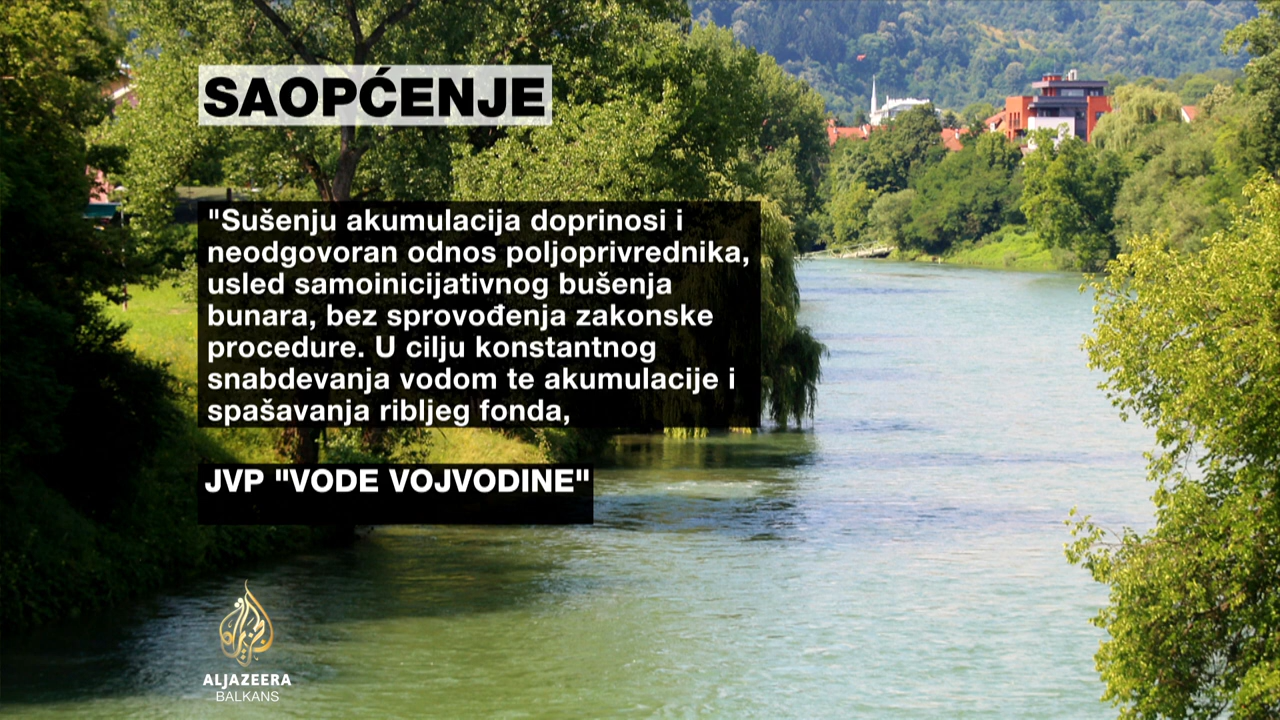 SAOPĆENJE
"Sušenju akumulacija doprinosi i
neodgovoran odnos poljoprivrednika,
usled samoinicijativnog bušenja
bunara, bez sprovođenja zakonske
procedure. U cilju konstantnog
snabdevanja vodom te akumulacije i
spašavanja ribljeg fonda,
JVP "VODE VOJVODINE"
ALJAZEERA
BALKANS